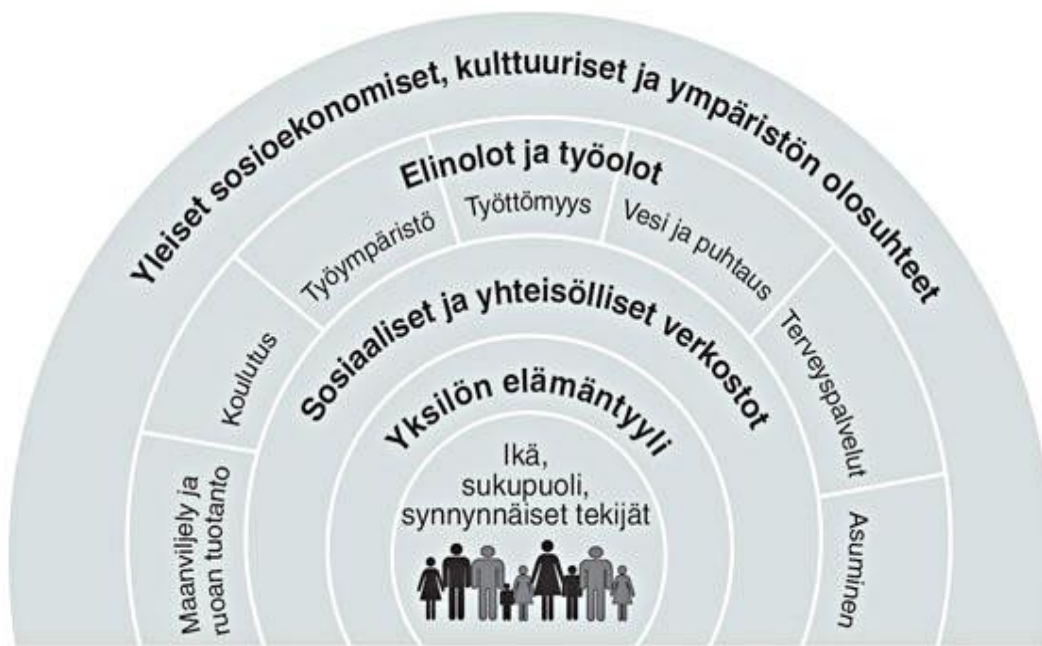 Yleiset sosioekonomiset, kulttuuriset ja ympäristön olosuhteet
Elinolot ja työolot
Maanviljely ja
ruoan tuotanto
Koulutus
Työympäristö
Työttömyys
Vesi ja puhtaus
Terveyspalvelut
Asuminen
Sosiaaliset ja yhteisölliset verkostot
Yksilön elämäntyyli
Ikä,
sukupuoli,
synnynnäiset tekijät